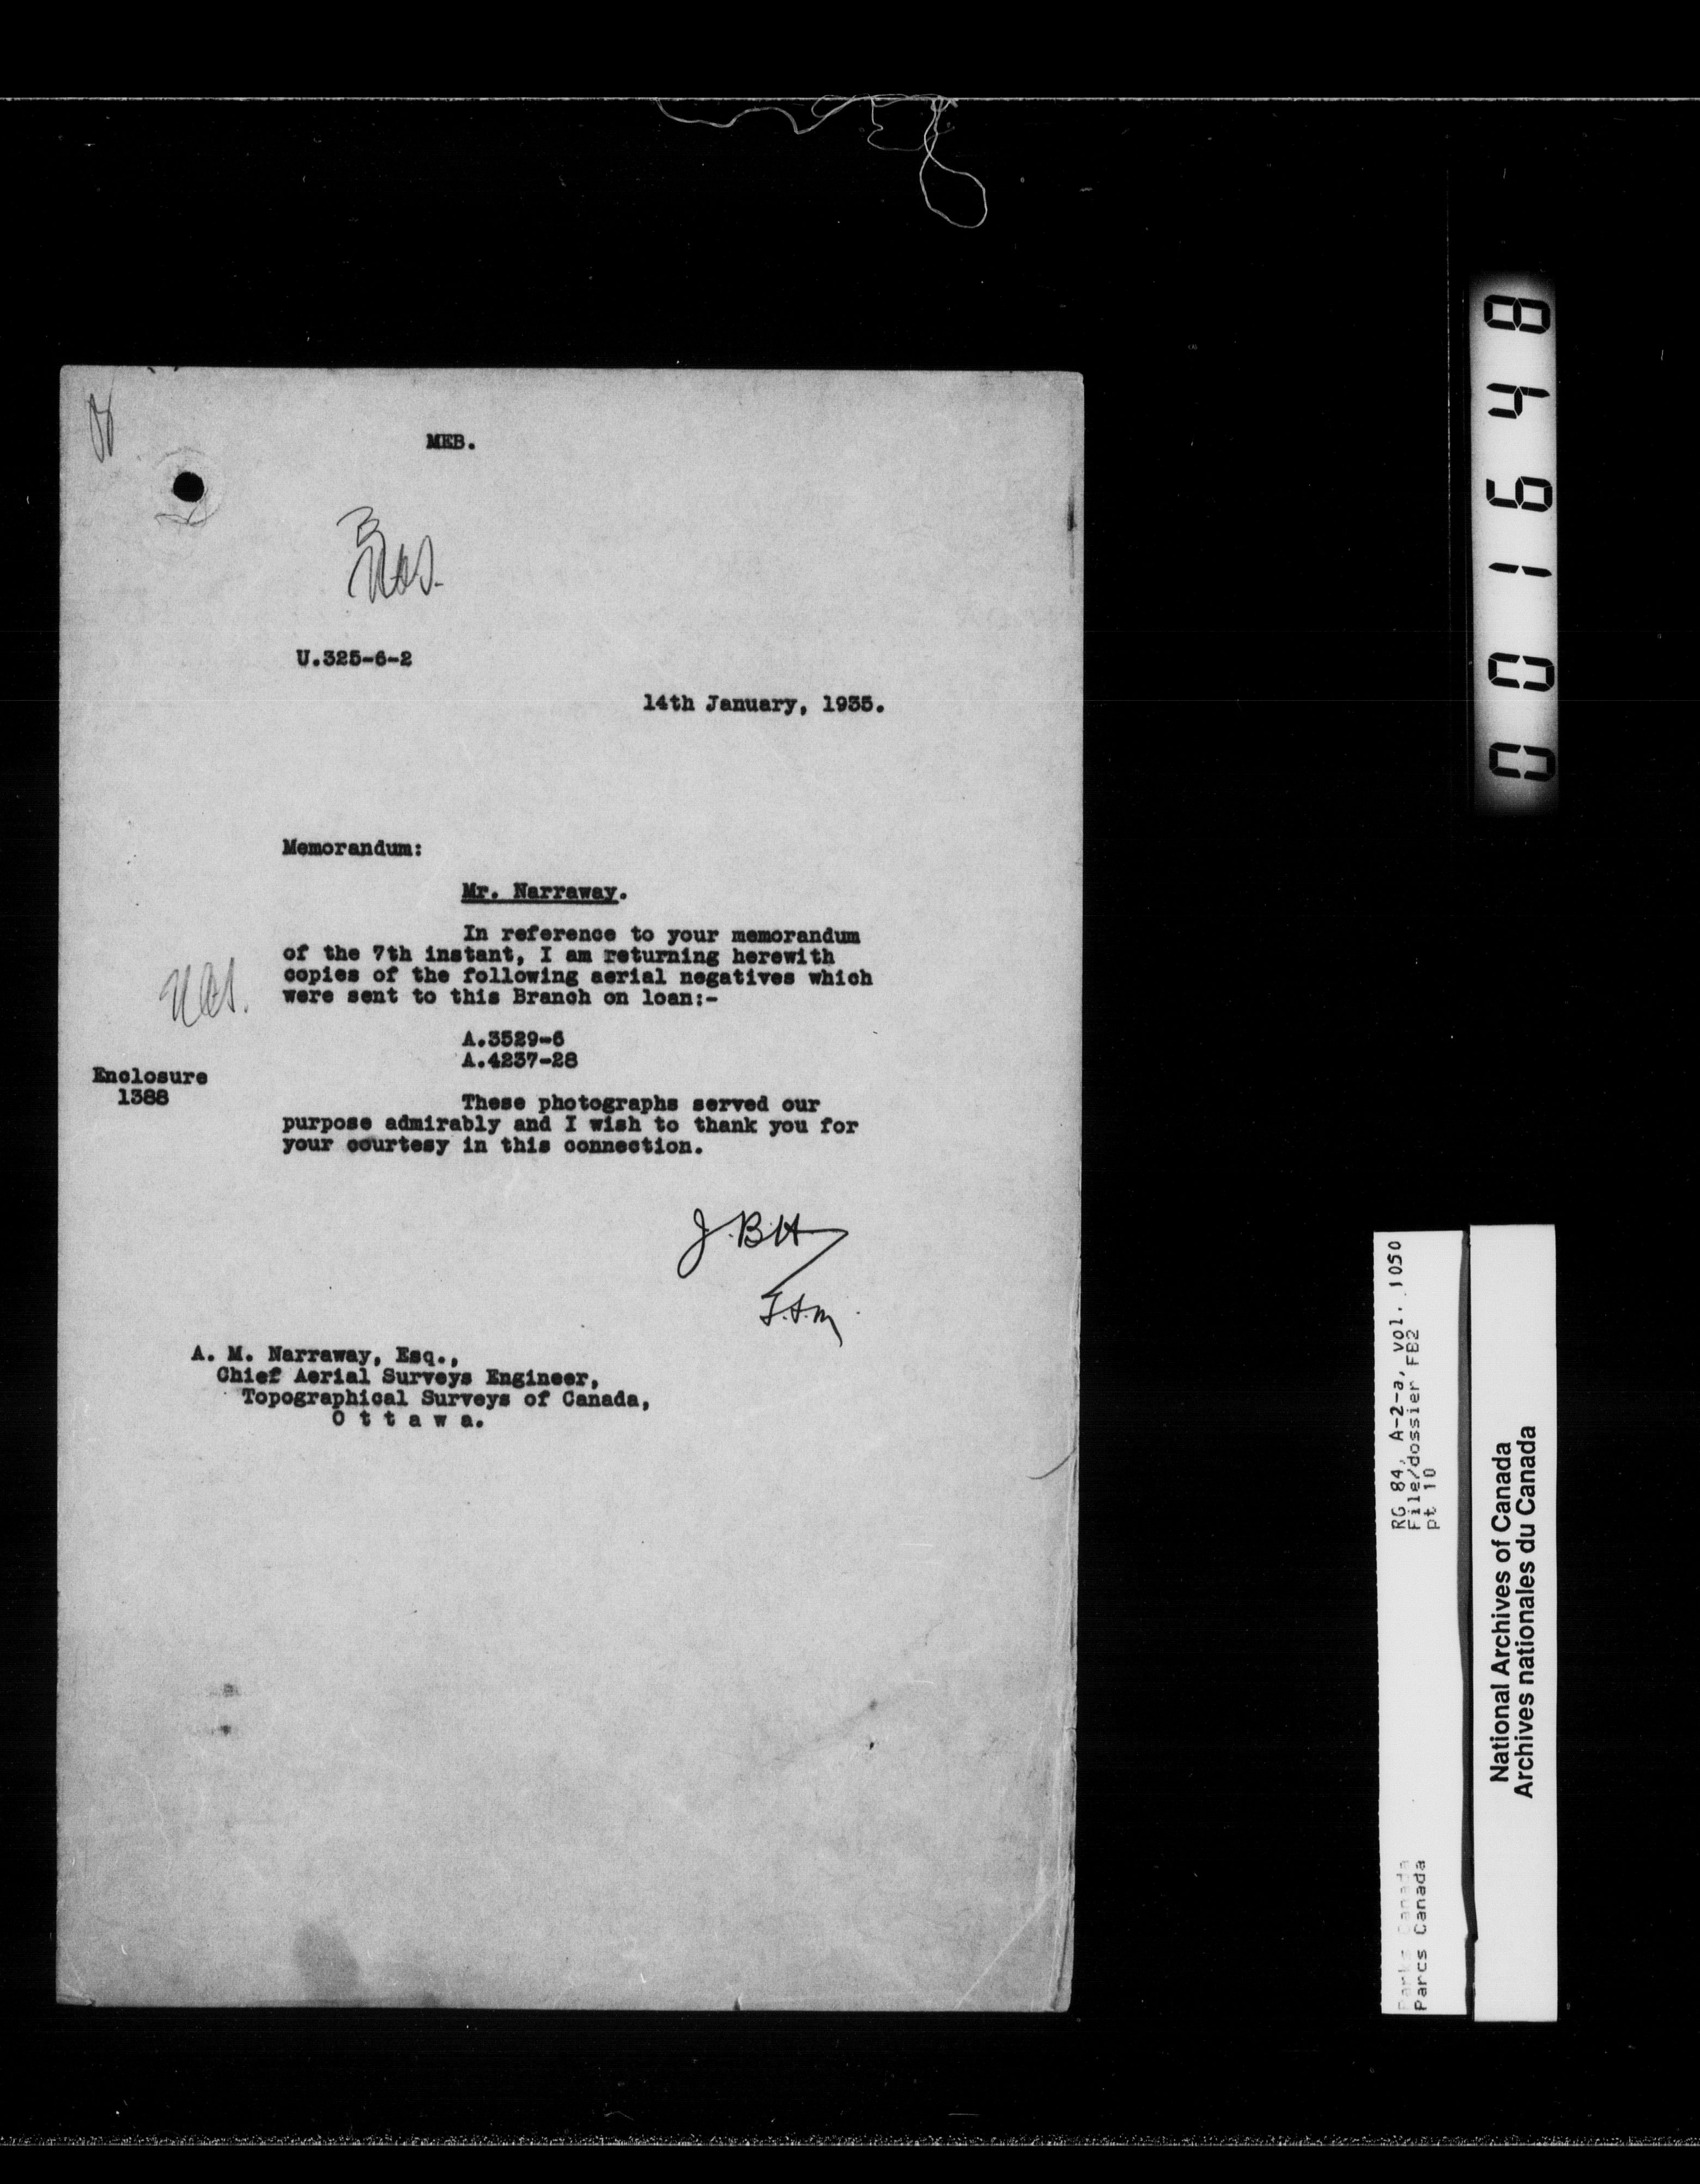 MEB.
U.325-6-2
14th January, 1935.
Memorandum:
Mr. Narraway.
In reference to your memorandum
of the 7th instant, I am returning herewith
copies of the following aerial negatives which
were sent to this Branch on loan:-
A.3529-6
A.4237-28
Enclosure
1388
These photographs served our
purpose admirably and I wish to thank you for
your courtesy in this connection.
J.B.H
A. M. Narraway, Esq.,
Chief Aerial Surveys Engineer,
Topographical Surveys of Canada,
O t t a w a.
001648
RG 84, A-2-a, vol. 1050
File/dossier FB2
pt 10
Parks Canada
Parcs Canada
National Archives of Canada
Archives nationales du Canada